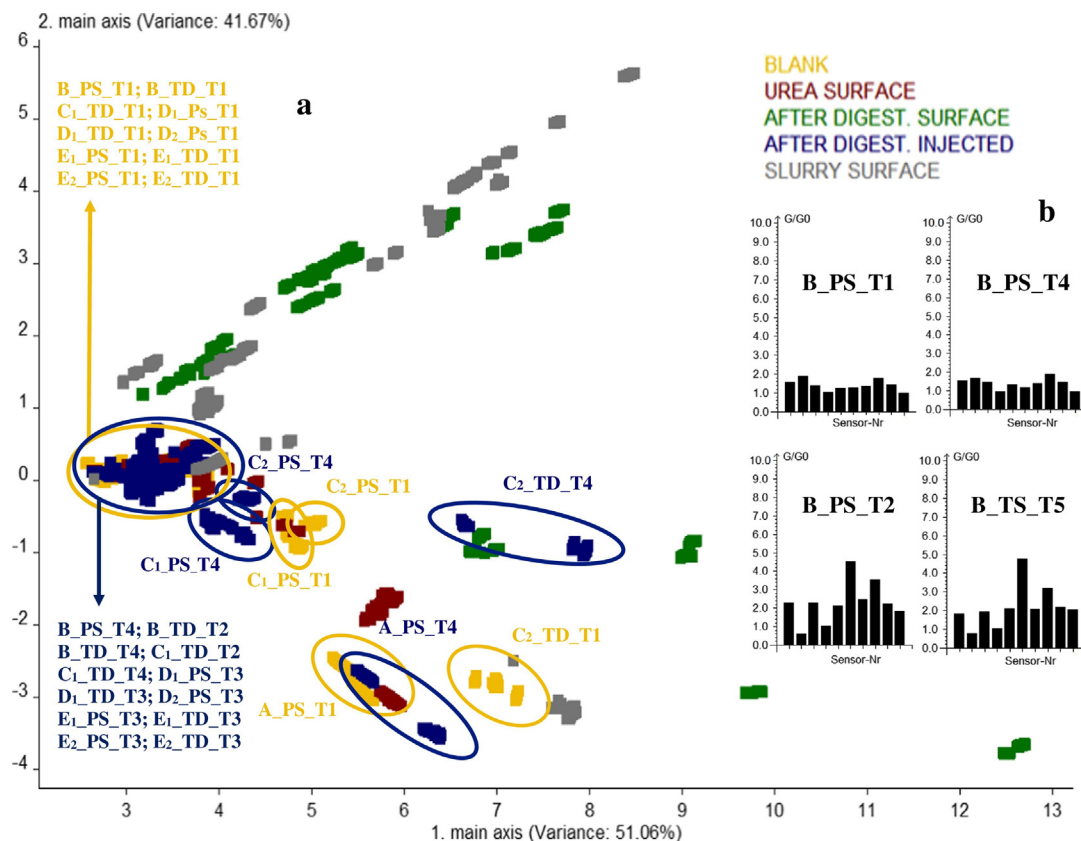 2. main axis (Variance: 41.67%)
6
5
4
3
2
1
0
-1
-2
-3
-4
3 4 5 6 7 8 9 10 11 12 13
1. main axis (Variance: 51.06%)
a
B_PS_T1; B_TD_T1
C₁_TD_T1; D₁_Ps_T1
D₁_TD_T1; D₂_Ps_T1
E₁_PS_T1; E₁_TD_T1
E₂_PS_T1; E₂_TD_T1
C₂_PS_T4
C₂_PS_T1
C₂_TD_T4
C₁_PS_T4
C₁_PS_T1
A_PS_T4
C₂_TD_T1
A_PS_T1
B_PS_T4; B_TD_T2
B_TD_T4; C₁_TD_T2
C₁_TD_T4; D₁_PS_T3
D₁_TD_T3; D₂_PS_T3
E₁_PS_T3; E₁_TD_T3
E₂_PS_T3; E₂_TD_T3
BLANK
UREA SURFACE
AFTER DIGEST. SURFACE
AFTER DIGEST. INJECTED
SLURRY SURFACE
b
G/G0
10.0
9.0
8.0
7.0
6.0
5.0
4.0
3.0
2.0
1.0
0.0
B_PS_T1
Sensor-Nr
G/G0
10.0
9.0
8.0
7.0
6.0
5.0
4.0
3.0
2.0
1.0
0.0
B_PS_T4
Sensor-Nr
G/G0
10.0
9.0
8.0
7.0
6.0
5.0
4.0
3.0
2.0
1.0
0.0
B_PS_T2
Sensor-Nr
G/G0
10.0
9.0
8.0
7.0
6.0
5.0
4.0
3.0
2.0
1.0
0.0
B_TS_T5
Sensor-Nr